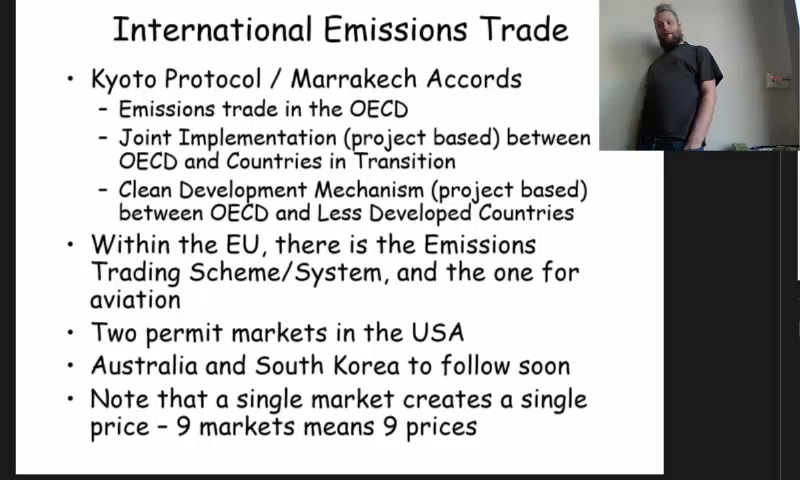 International Emissions Trade
• Kyoto Protocol / Marrakech Accords
– Emissions trade in the OECD
– Joint Implementation (project based) between
OECD and Countries in Transition
– Clean Development Mechanism (project based)
between OECD and Less Developed Countries
• Within the EU, there is the Emissions
Trading Scheme/System, and the one for
aviation
• Two permit markets in the USA
• Australia and South Korea to follow soon
• Note that a single market creates a single
price – 9 markets means 9 prices